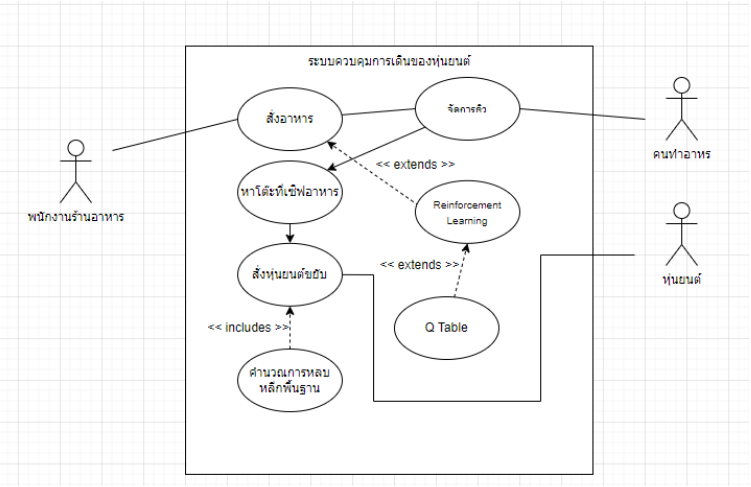 ระบบควบคุมการเดินของหุ่นยนต์
สั่งอาหาร
จัดการคิว
คนทำอาหร
พนักงานร้านอาหาร
<< extends >>
หาโต๊ะที่เซิฟอาหาร
Reinforcement
Learning
หุ่นยนต์
<< extends >>
สั่งหุ่นยนต์ขยับ
<< includes >>
Q Table
คำนวณการหลบ
หลีกพื้นฐาน